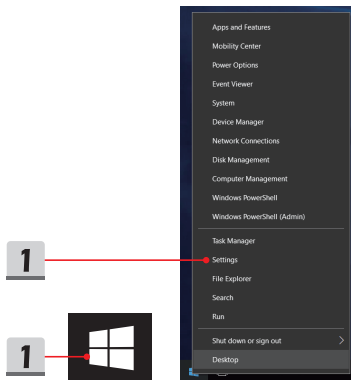 Apps and Features
Mobility Center
Power Options
Event Viewer
System
Device Manager
Network Connections
Disk Management
Computer Management
Windows PowerShell
Windows PowerShell (Admin)
Task Manager
1
Settings
File Explorer
Search
Run
Shut down or sign out
1
Desktop